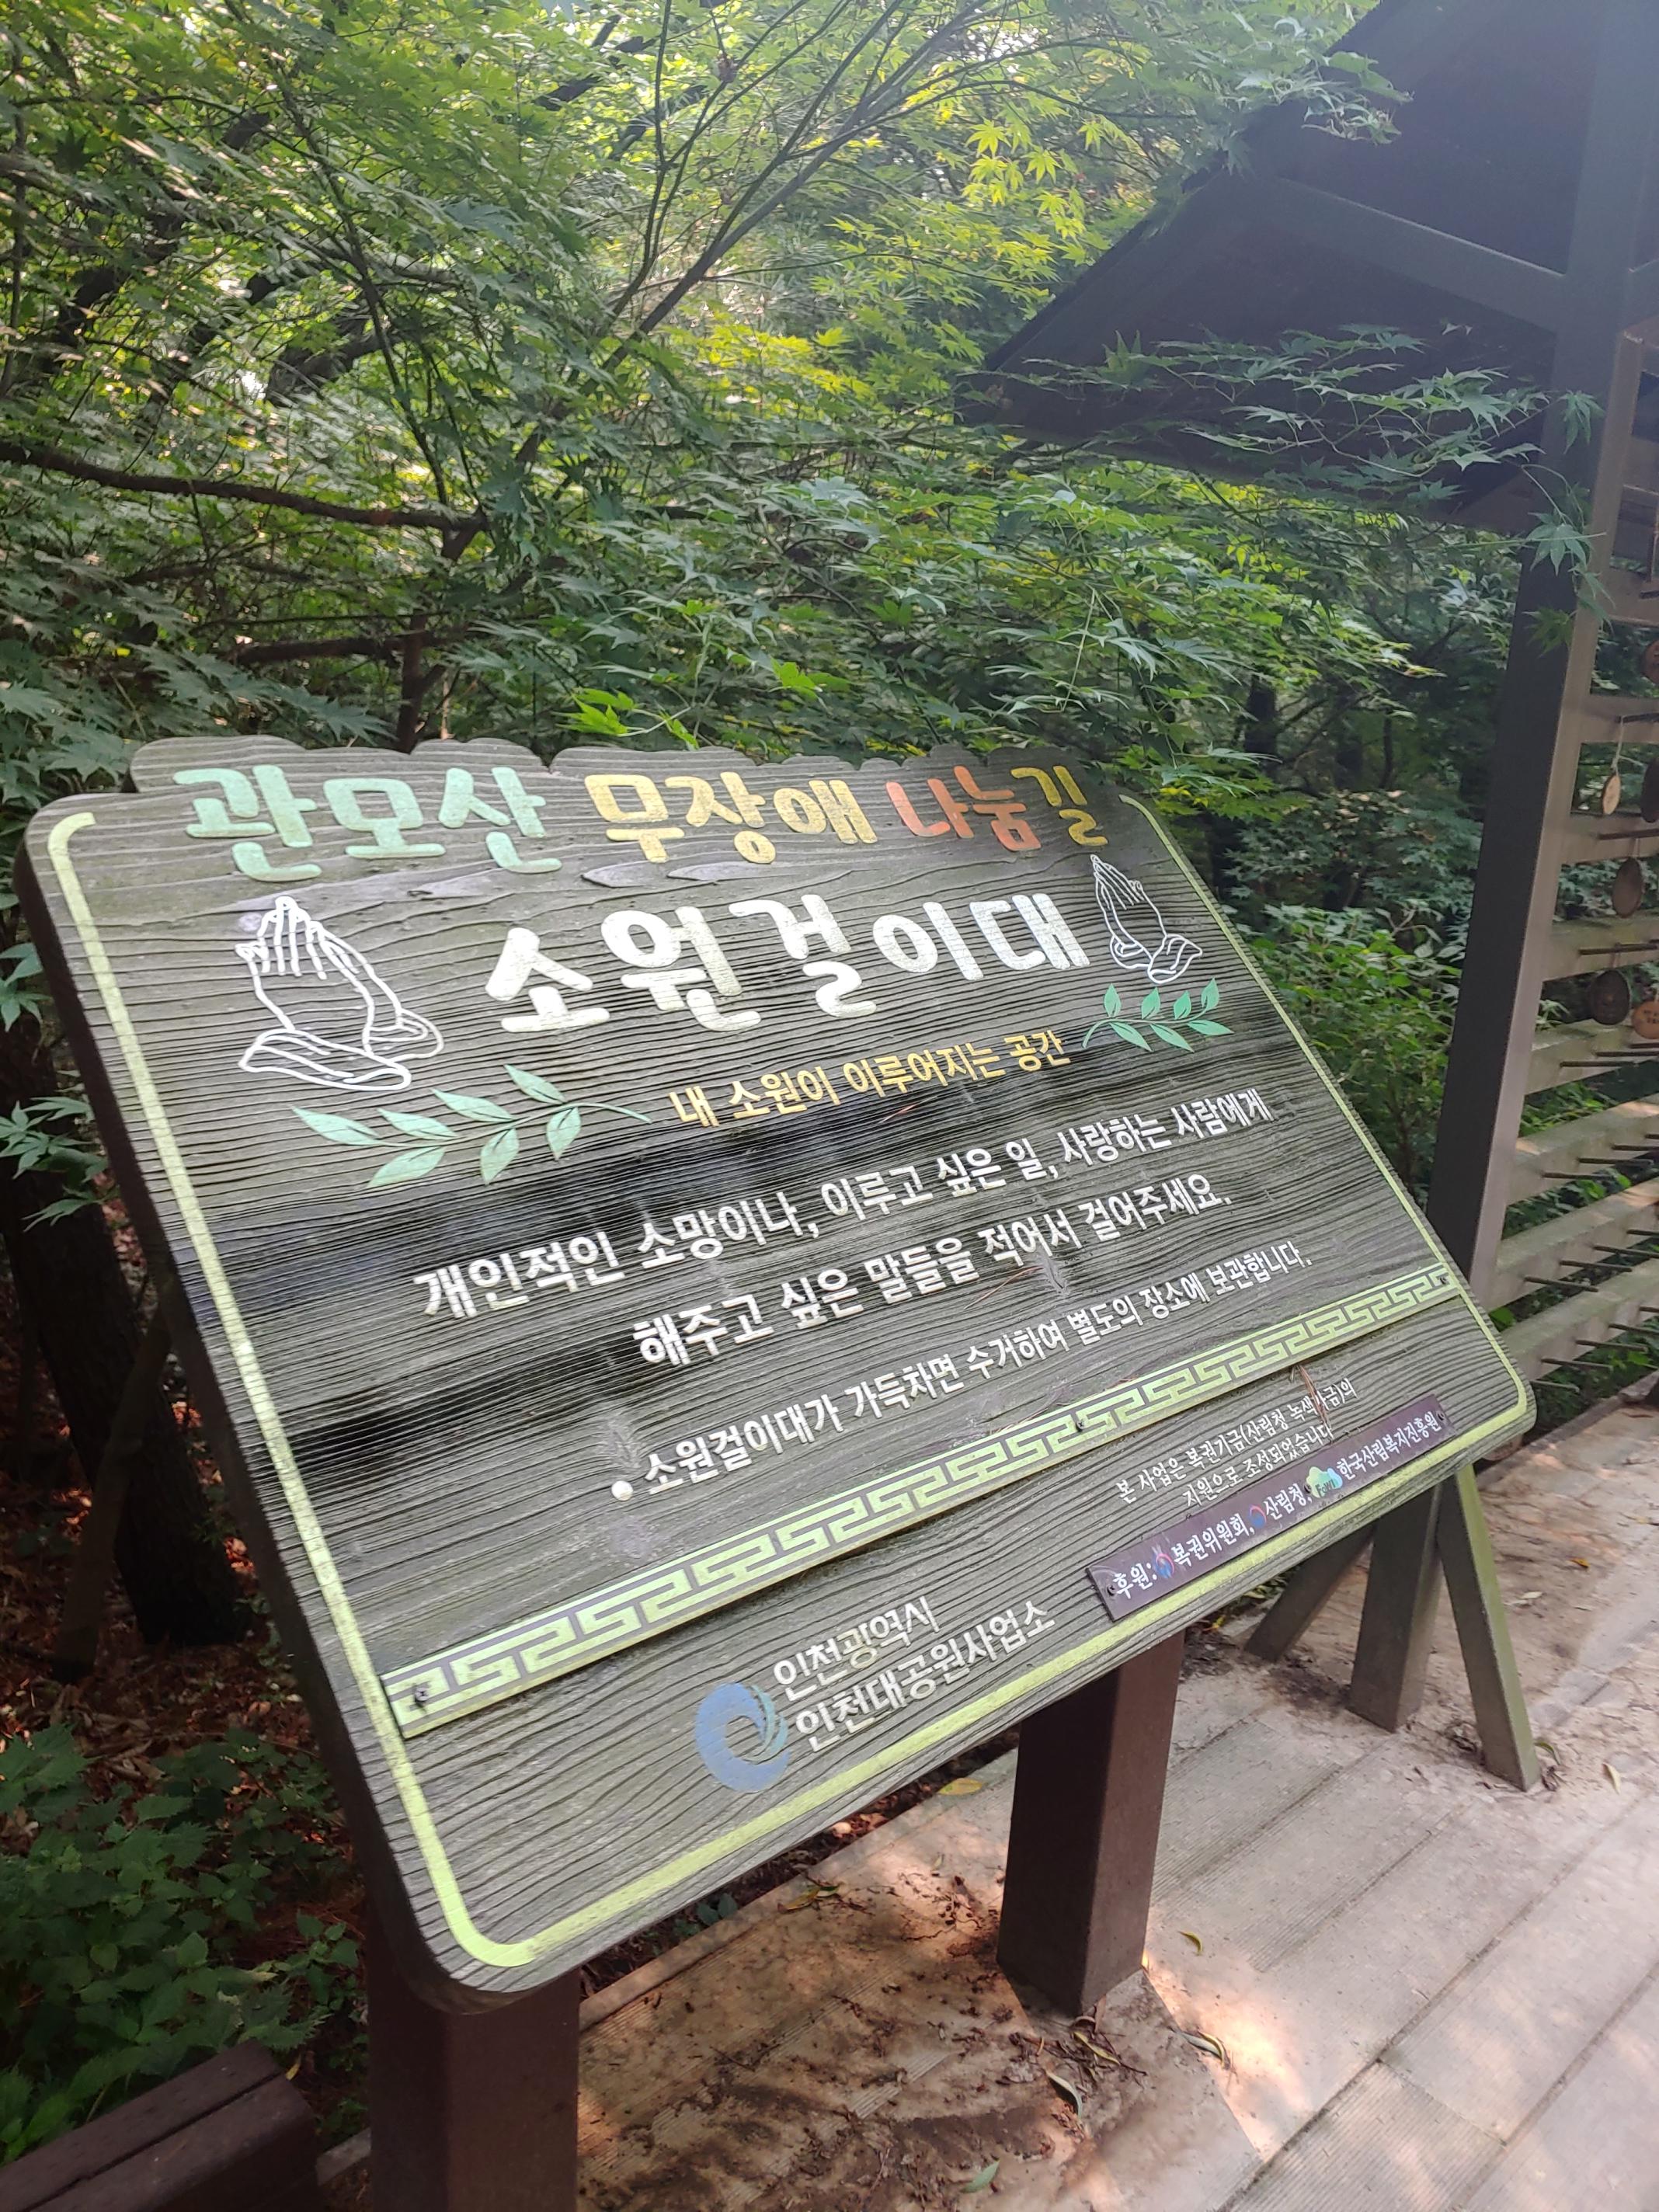 관모산 무장애 나눔길
소원걸이대
내 소원이 이루어지는 공간
개인적인 소망이나, 이루고 싶은 일, 사랑하는 사람에게
해주고 싶은 말들을 적어서 걸어주세요.
• 소원걸이대가 가득차면 수거하여 별도의 장소에 보관합니다.
본 사업은 복권기금(산림청 녹색자금)의
지원으로 조성되었습니다
후원: 복권위원회, 산림청, 한국산림복지진흥원
인천광역시
인천대공원사업소